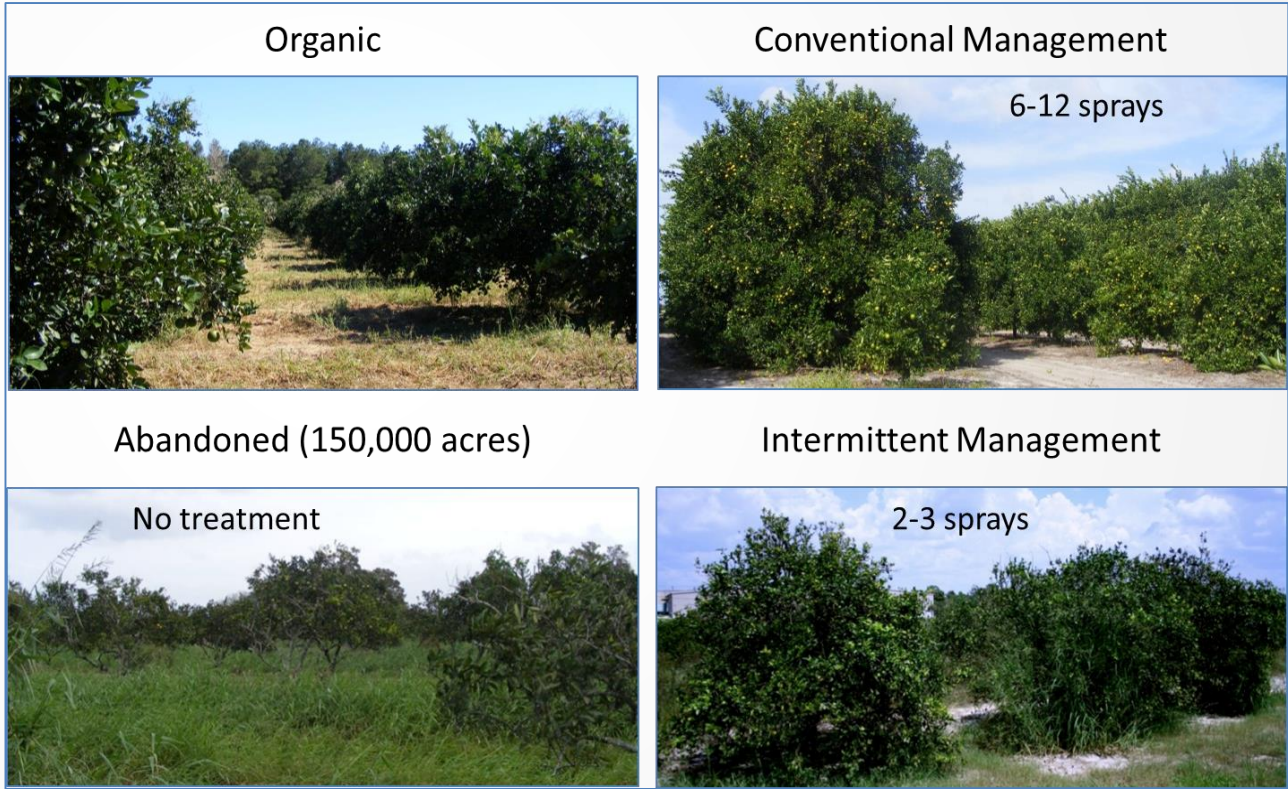 Organic
Conventional Management
6-12 sprays
Abandoned (150,000 acres)
Intermittent Management
No treatment
2-3 sprays